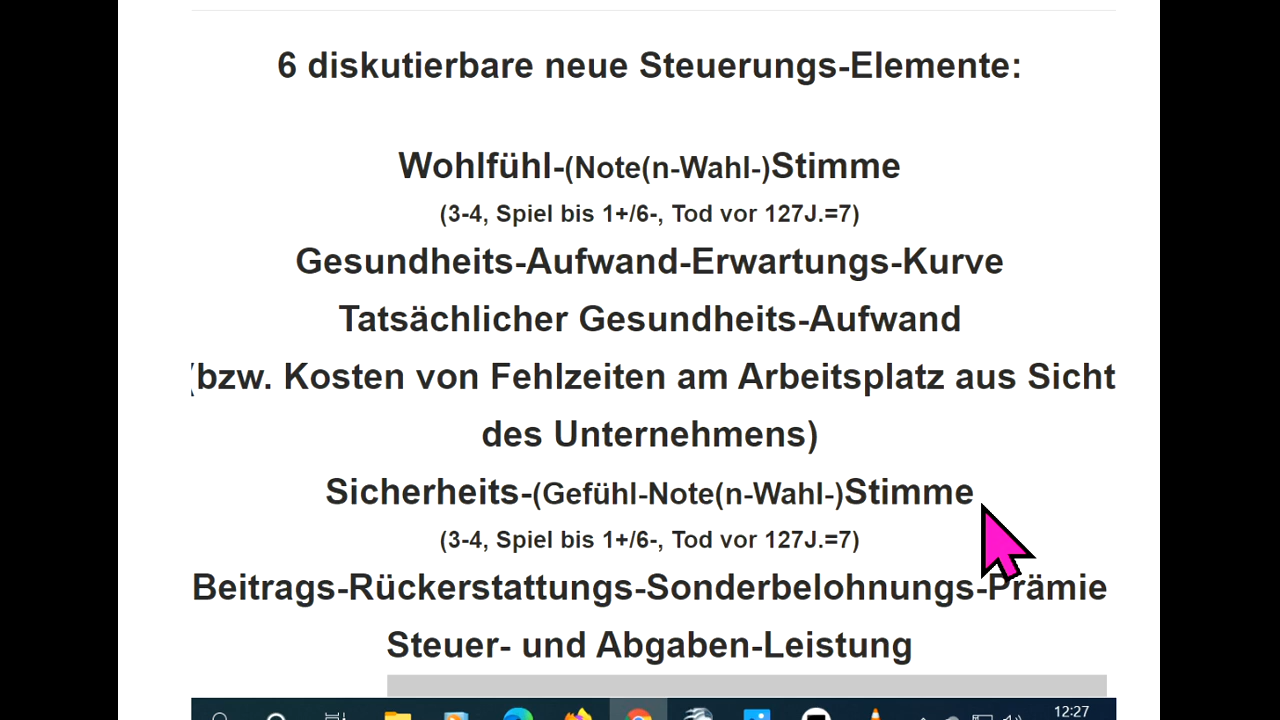 6 diskutierbare neue Steuerungs-Elemente:
Wohlfühl-(Note(n-Wahl-)Stimme
(3-4, Spiel bis 1+/6-, Tod vor 127J.=7)
Gesundheits-Aufwand-Erwartungs-Kurve
Tatsächlicher Gesundheits-Aufwand
(bzw. Kosten von Fehlzeiten am Arbeitsplatz aus Sicht
des Unternehmens)
Sicherheits-(Gefühl-Note(n-Wahl-)Stimme
(3-4, Spiel bis 1+/6-, Tod vor 127J.=7)
Beitrags-Rückerstattungs-Sonderbelohnungs-Prämie
Steuer- und Abgaben-Leistung
12:27